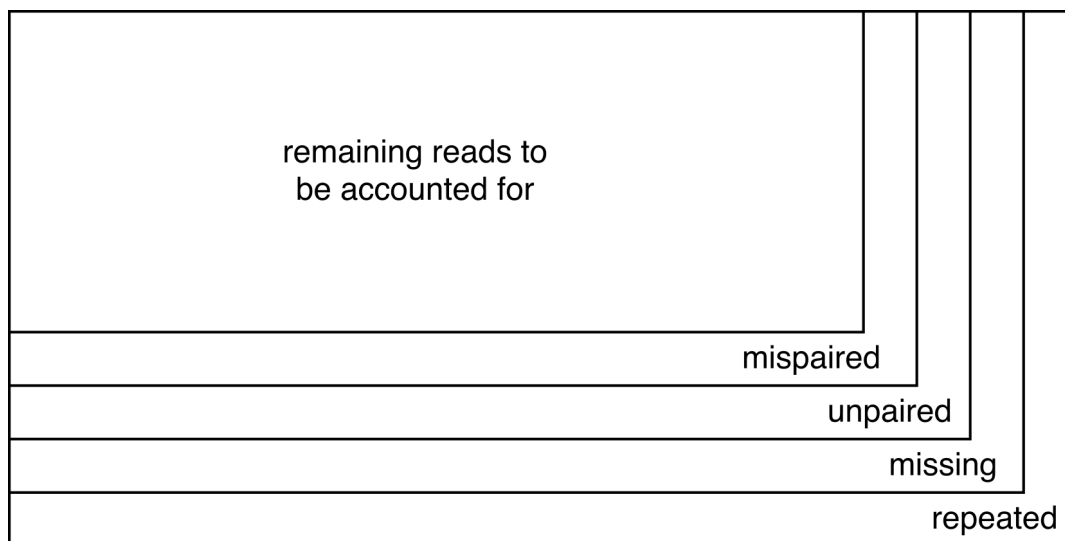 remaining reads to
be accounted for
mispaired
unpaired
missing
repeated